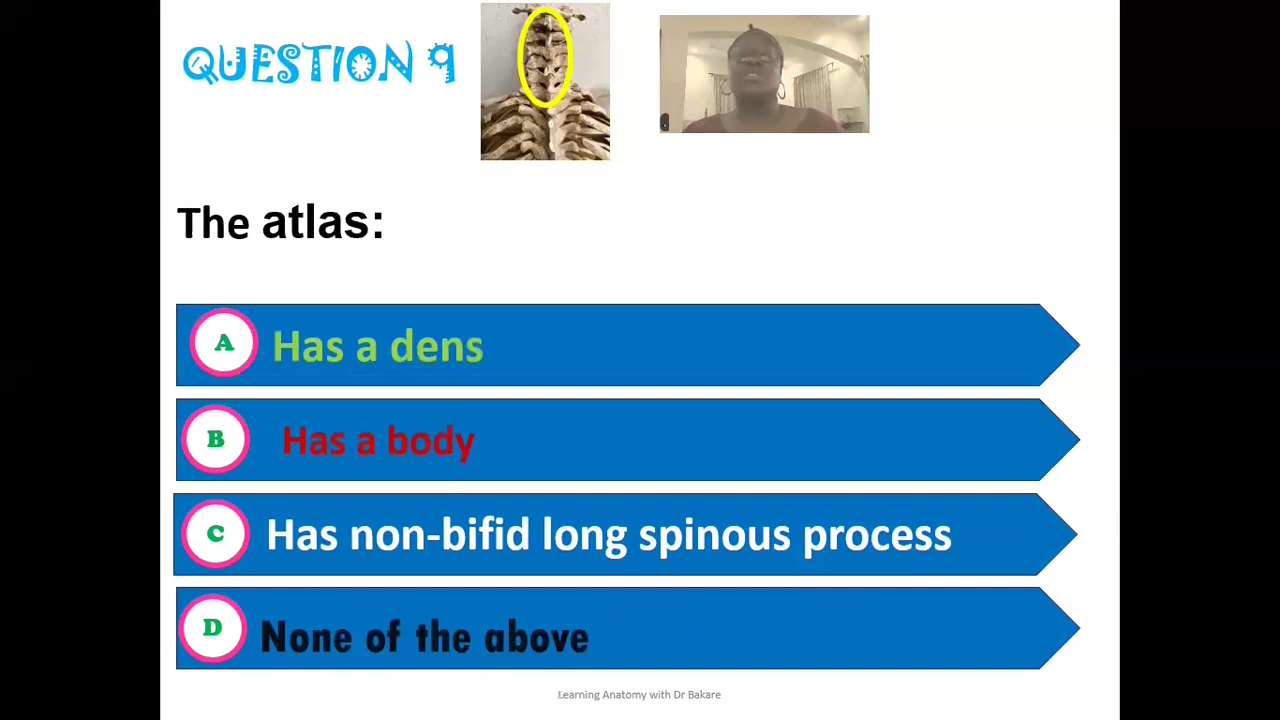 QUESTION 9
The atlas:
A Has a dens
B Has a body
C Has non-bifid long spinous process
D None of the above
Learning Anatomy with Dr Bakare